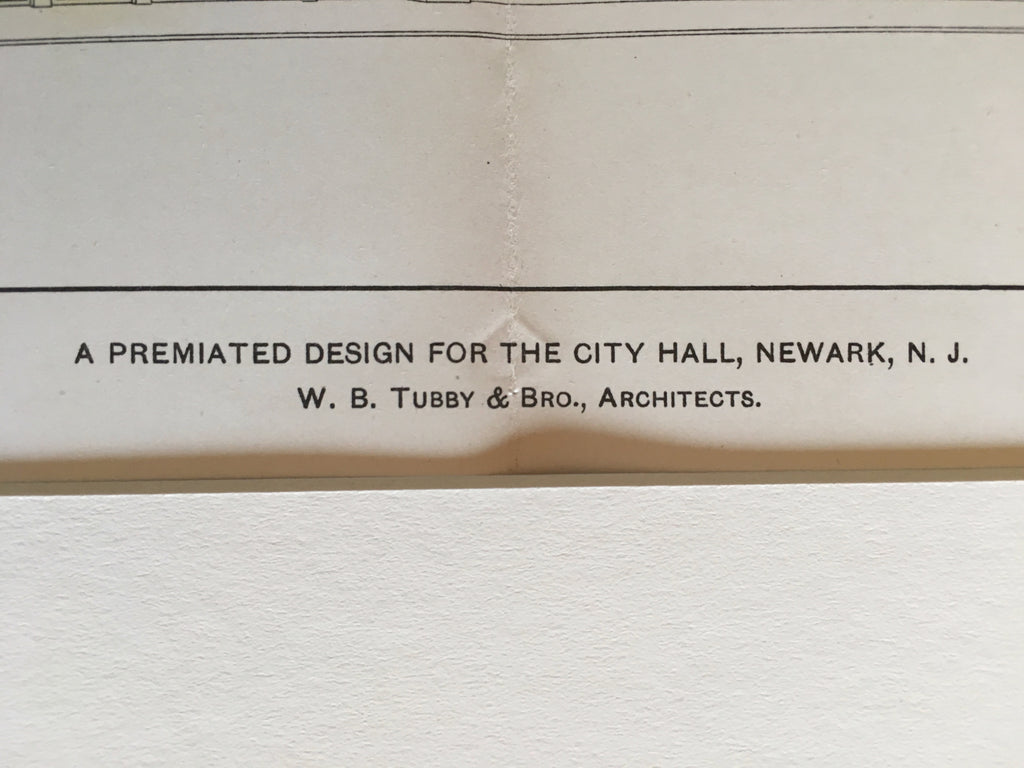 A PREMIATED DESIGN FOR THE CITY HALL, NEWARK, N. J.
W. B. TUBBY & BRO., ARCHITECTS.